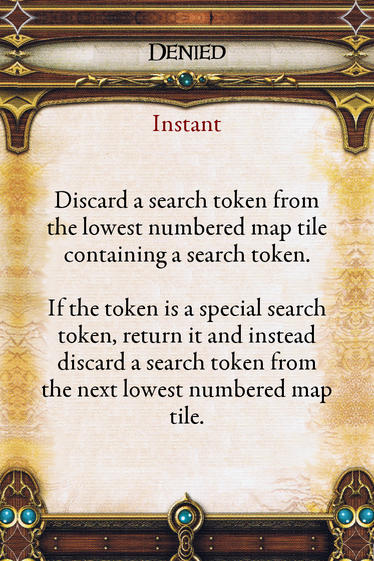 Denied
Instant
Discard a search token from
the lowest numbered map tile
containing a search token.
If the token is a special search
token, return it and instead
discard a search token from
the next lowest numbered map
tile.